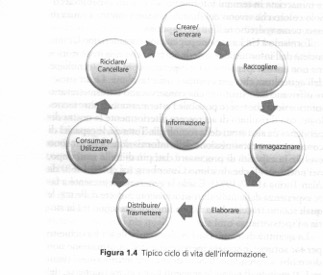 Creare/
Generare
Raccogliere
Immagazzinare
Elaborare
Distribuire/
Trasmettere
Consumare/
Utilizzare
Riciclare/
Cancellare
Informazione
Figura 1.4 Tipico ciclo di vita dell'informazione.